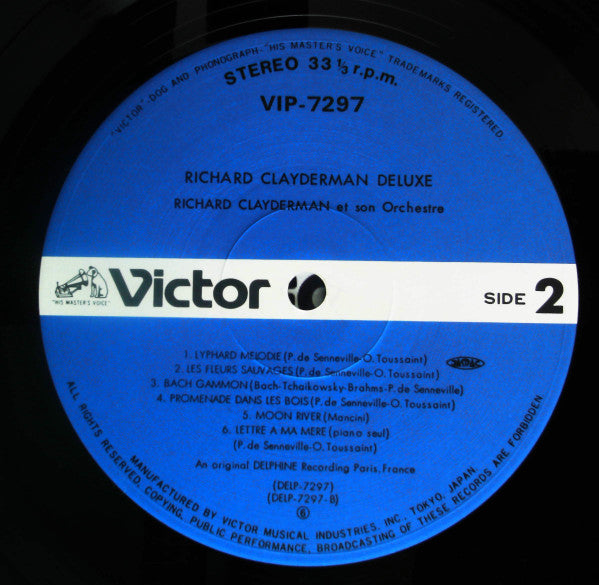 "VICTOR"-DOG AND PHONOGRAPH-"HIS MASTER'S VOICE" TRADEMARKS REGISTERED.
STEREO 33 1/3 r.p.m.
VIP-7297
RICHARD CLAYDERMAN DELUXE
RICHARD CLAYDERMAN et son Orchestre
"HIS MASTER'S VOICE"
Victor
SIDE 2
1. LYPHARD MELODIE (P. de Senneville-O. Toussaint)
2. LES FLEURS SAUVAGES (P. de Senneville-O. Toussaint)
3. BACH GAMMON (Bach-Tchaikowsky-Brahms-P. de Senneville)
4. PROMENADE DANS LES BOIS (P. de Senneville-O. Toussaint)
5. MOON RIVER (Mancini)
6. LETTRE A MA MERE (piano seul)
(P. de Senneville-O. Toussaint)
An original DELPHINE Recording Paris, France
(DELP-7297)
(DELP-7297-B)
6
MANUFACTURED BY VICTOR MUSICAL INDUSTRIES, INC., TOKYO, JAPAN.
ALL RIGHTS RESERVED. COPYING, PUBLIC PERFORMANCE, BROADCASTING OF THESE RECORDS ARE FORBIDDEN